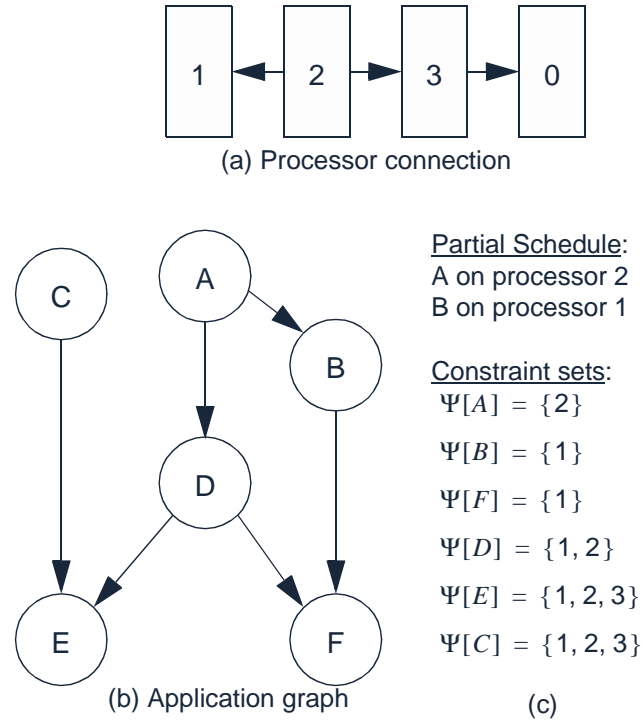 1 2 3 0
(a) Processor connection
C
A
B
D
E
F
(b) Application graph
Partial Schedule:
A on processor 2
B on processor 1
Constraint sets:
Ψ[A] = {2}
Ψ[B] = {1}
Ψ[F] = {1}
Ψ[D] = {1, 2}
Ψ[E] = {1, 2, 3}
Ψ[C] = {1, 2, 3}
(c)